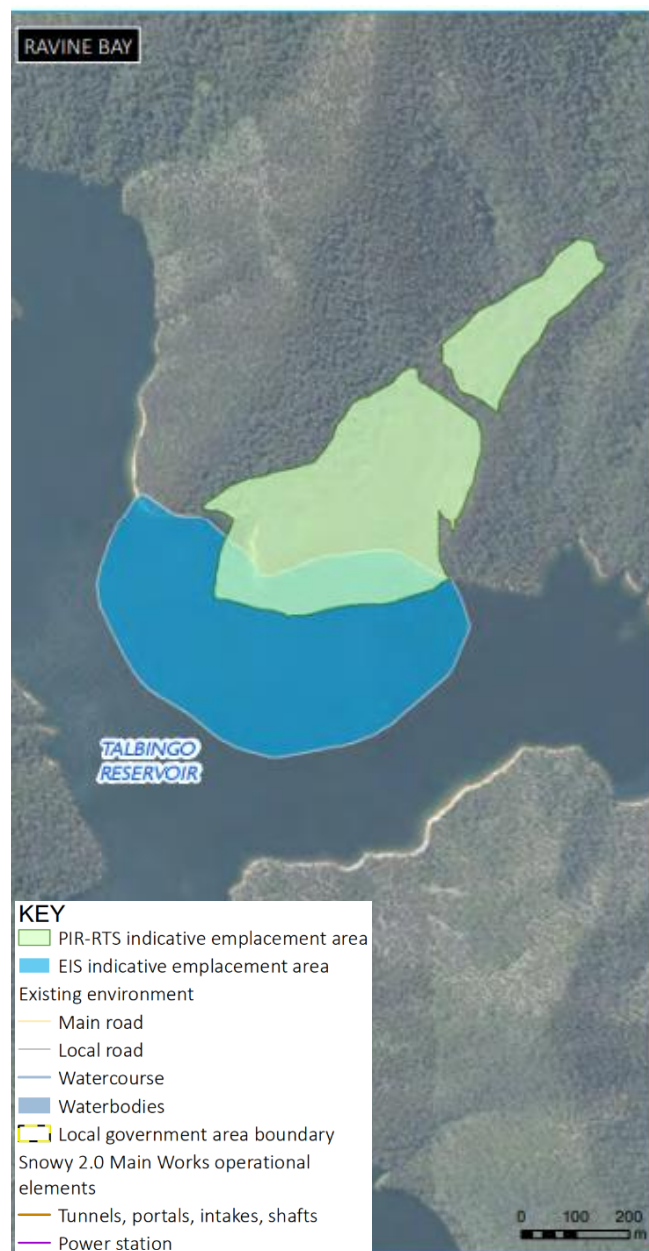 RAVINE BAY
TALBINGO
RESERVOIR
KEY
PIR-RTS indicative emplacement area
EIS indicative emplacement area
Existing environment
Main road
Local road
Watercourse
Waterbodies
Local government area boundary
Snowy 2.0 Main Works operational
elements
Tunnels, portals, intakes, shafts
Power station
0 100 200
m